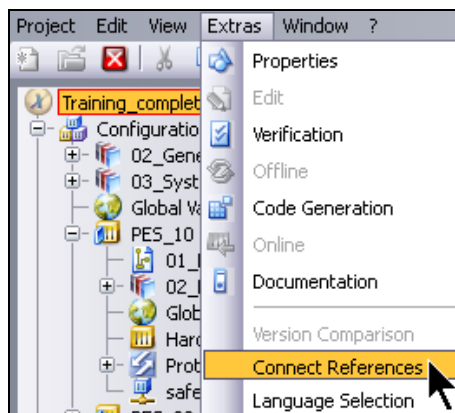 Project Edit View Extras Window ?
Properties
Training_complet
Edit
Configuratio
Verification
02_Gene
Offline
03_Syst
Global Va
Code Generation
PES_10
Online
01_
02_
Documentation
Glob
Hard
Version Comparison
Prot
Connect References
safe
Language Selection